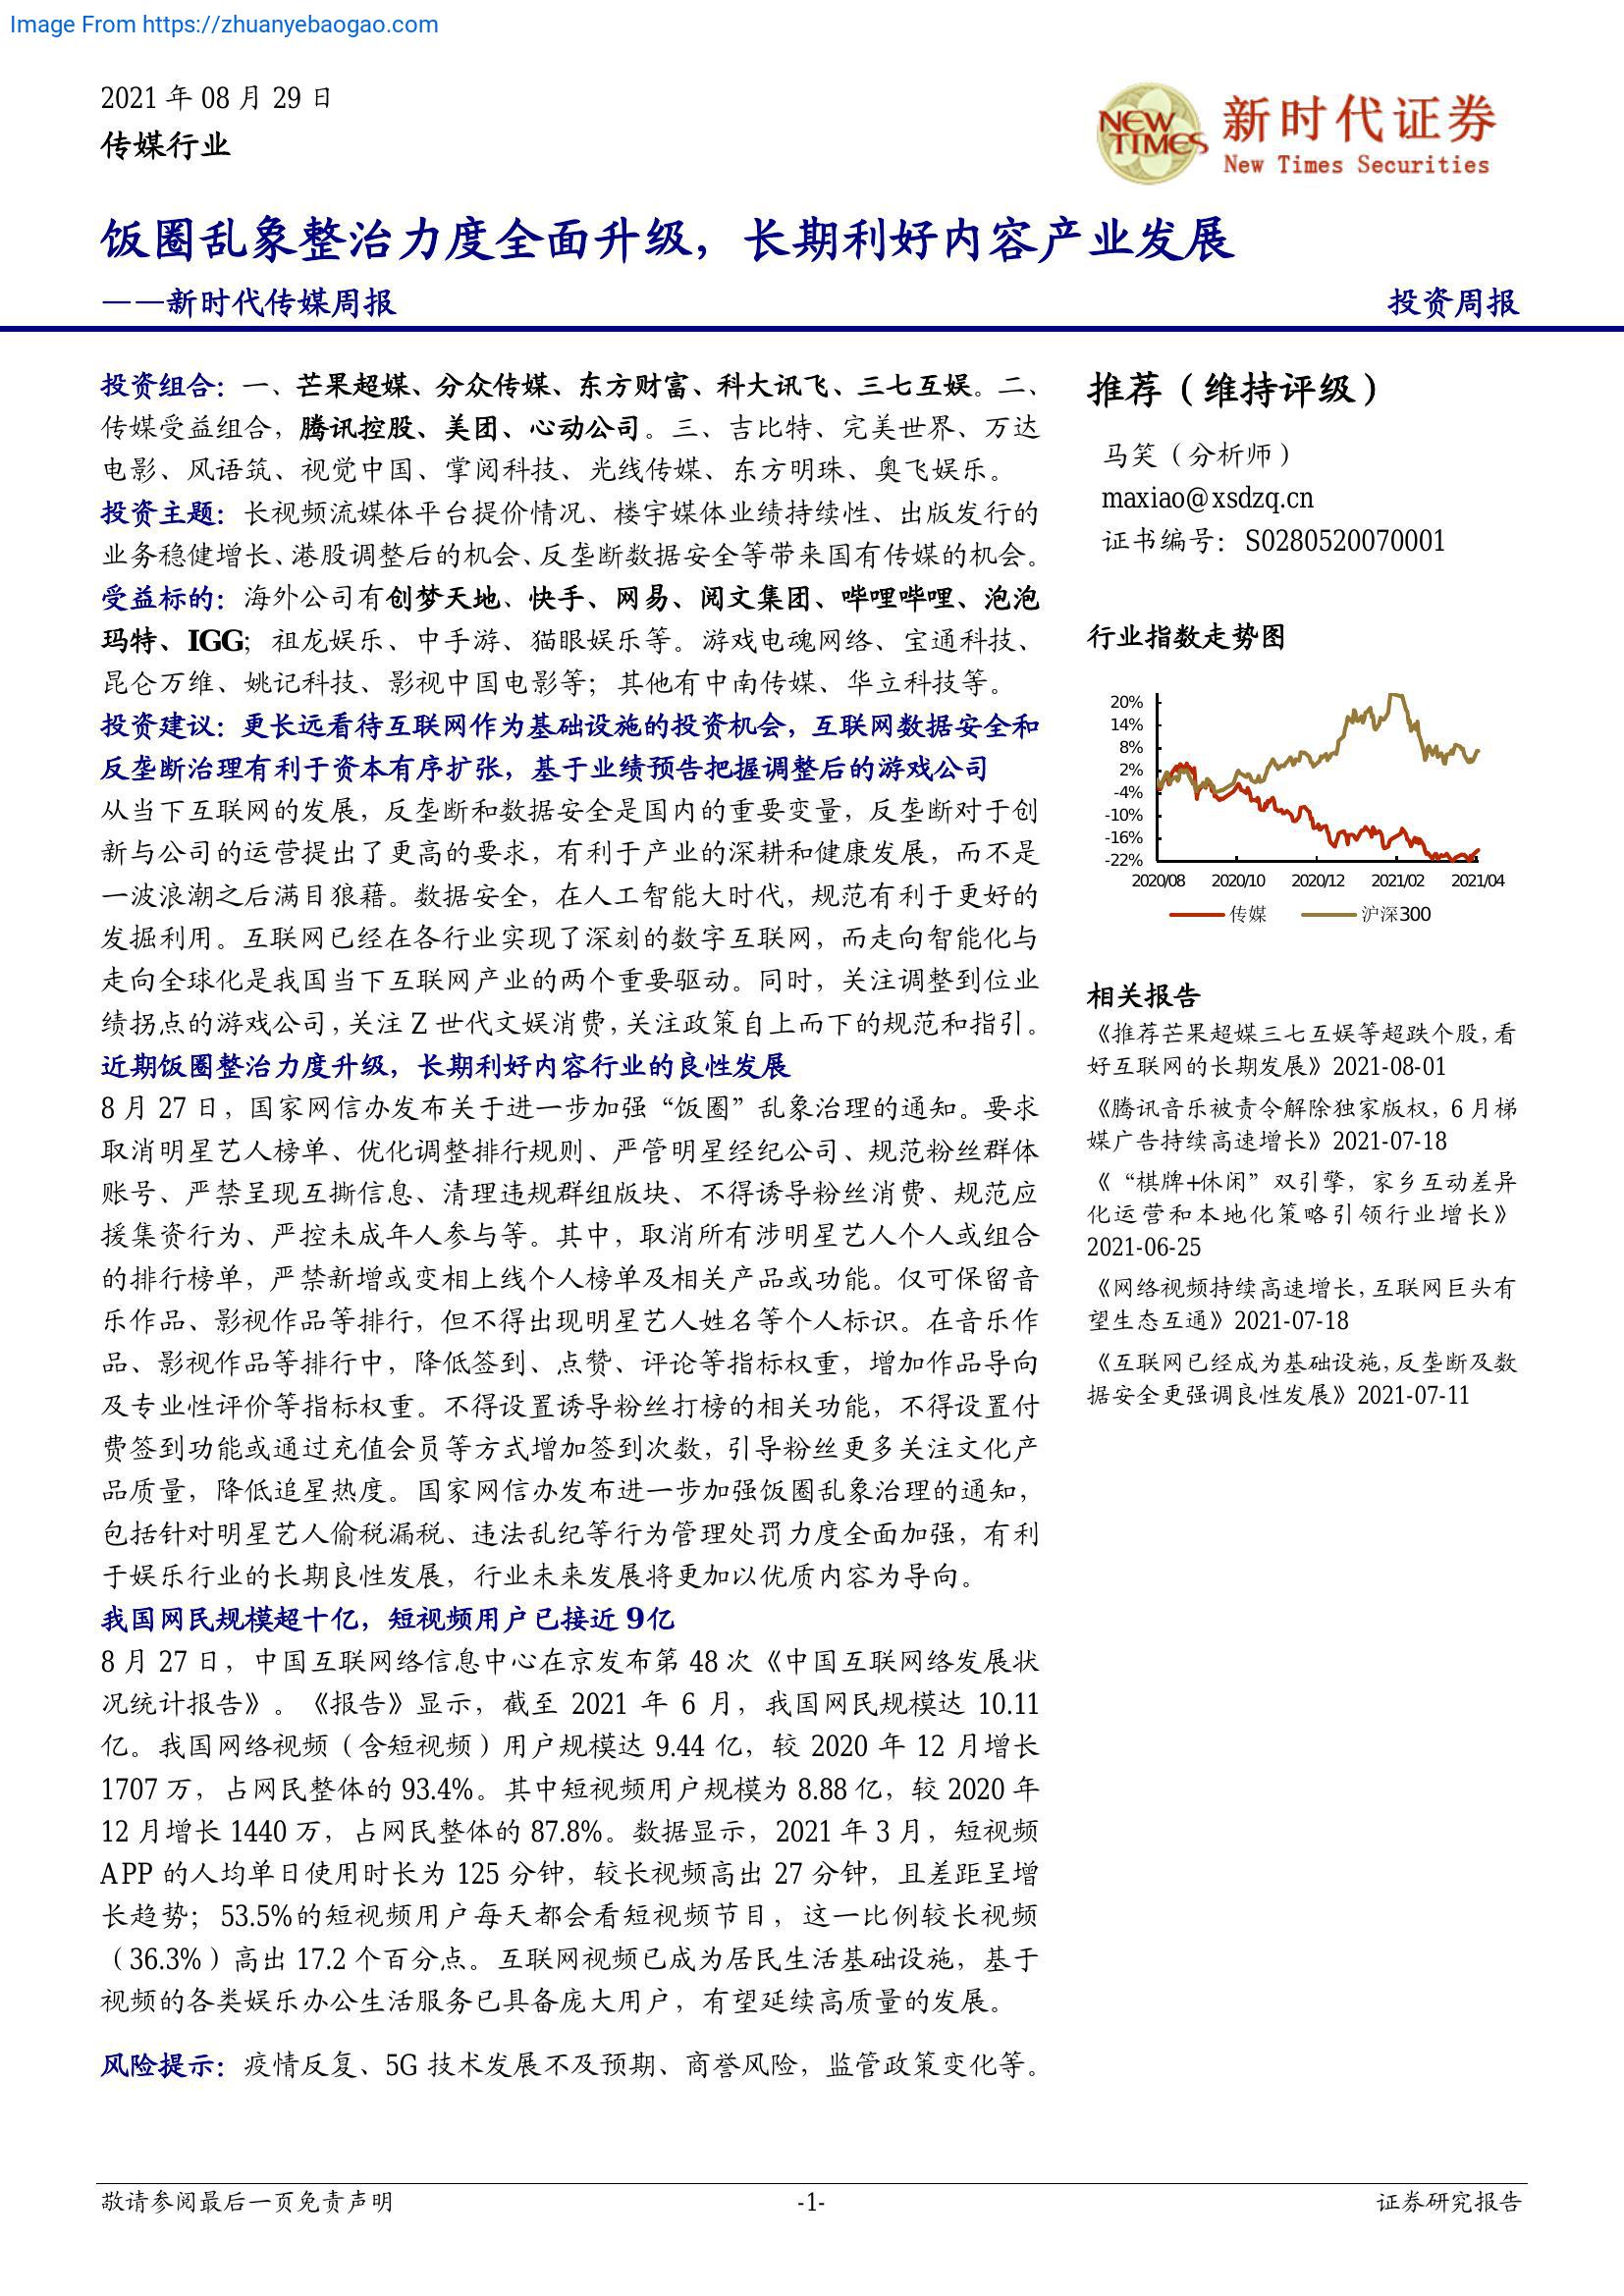 Image From https://zhuanyebaogao.com
2021 年 08 月 29 日
传媒行业
NEW TIMES
新时代证券
New Times Securities
饭圈乱象整治力度全面升级，长期利好内容产业发展
——新时代传媒周报
投资周报
投资组合：一、芒果超媒、分众传媒、东方财富、科大讯飞、三七互娱。二、
传媒受益组合，腾讯控股、美团、心动公司。三、吉比特、完美世界、万达
电影、风语筑、视觉中国、掌阅科技、光线传媒、东方明珠、奥飞娱乐。
投资主题：长视频流媒体平台提价情况、楼宇媒体业绩持续性、出版发行的
业务稳健增长、港股调整后的机会、反垄断数据安全等带来国有传媒的机会。
受益标的：海外公司有创梦天地、快手、网易、阅文集团、哔哩哔哩、泡泡
玛特、IGG；祖龙娱乐、中手游、猫眼娱乐等。游戏电魂网络、宝通科技、
昆仑万维、姚记科技、影视中国电影等；其他有中南传媒、华立科技等。
投资建议：更长远看待互联网作为基础设施的投资机会，互联网数据安全和
反垄断治理有利于资本有序扩张，基于业绩预告把握调整后的游戏公司
从当下互联网的发展，反垄断和数据安全是国内的重要变量，反垄断对于创
新与公司的运营提出了更高的要求，有利于产业的深耕和健康发展，而不是
一波浪潮之后满目狼藉。数据安全，在人工智能大时代，规范有利于更好的
发掘利用。互联网已经在各行业实现了深刻的数字互联网，而走向智能化与
走向全球化是我国当下互联网产业的两个重要驱动。同时，关注调整到位业
绩拐点的游戏公司，关注 Z 世代文娱消费，关注政策自上而下的规范和指引。
近期饭圈整治力度升级，长期利好内容行业的良性发展
8 月 27 日，国家网信办发布关于进一步加强“饭圈”乱象治理的通知。要求
取消明星艺人榜单、优化调整排行规则、严管明星经纪公司、规范粉丝群体
账号、严禁呈现互撕信息、清理违规群组版块、不得诱导粉丝消费、规范应
援集资行为、严控未成年人参与等。其中，取消所有涉明星艺人个人或组合
的排行榜单，严禁新增或变相上线个人榜单及相关产品或功能。仅可保留音
乐作品、影视作品等排行，但不得出现明星艺人姓名等个人标识。在音乐作
品、影视作品等排行中，降低签到、点赞、评论等指标权重，增加作品导向
及专业性评价等指标权重。不得设置诱导粉丝打榜的相关功能，不得设置付
费签到功能或通过充值会员等方式增加签到次数，引导粉丝更多关注文化产
品质量，降低追星热度。国家网信办发布进一步加强饭圈乱象治理的通知，
包括针对明星艺人偷税漏税、违法乱纪等行为管理处罚力度全面加强，有利
于娱乐行业的长期良性发展，行业未来发展将更加以优质内容为导向。
我国网民规模超十亿，短视频用户已接近 9 亿
8 月 27 日，中国互联网络信息中心在京发布第 48 次《中国互联网络发展状
况统计报告》。《报告》显示，截至 2021 年 6 月，我国网民规模达 10.11
亿。我国网络视频（含短视频）用户规模达 9.44 亿，较 2020 年 12 月增长
1707 万，占网民整体的 93.4%。其中短视频用户规模为 8.88 亿，较 2020 年
12 月增长 1440 万，占网民整体的 87.8%。数据显示，2021 年 3 月，短视频
APP 的人均单日使用时长为 125 分钟，较长视频高出 27 分钟，且差距呈增
长趋势；53.5%的短视频用户每天都会看短视频节目，这一比例较长视频
（36.3%）高出 17.2 个百分点。互联网视频已成为居民生活基础设施，基于
视频的各类娱乐办公生活服务已具备庞大用户，有望延续高质量的发展。
风险提示：疫情反复、5G 技术发展不及预期、商誉风险，监管政策变化等。
推荐（维持评级）
马笑（分析师）
maxiao@xsdzq.cn
证书编号：S0280520070001
行业指数走势图
20%
14%
8%
2%
-4%
-10%
-16%
-22%
2020/08 2020/10 2020/12 2021/02 2021/04
传媒 沪深300
相关报告
《推荐芒果超媒三七互娱等超跌个股，看
好互联网的长期发展》2021-08-01
《腾讯音乐被责令解除独家版权，6 月梯
媒广告持续高速增长》2021-07-18
《“棋牌+休闲”双引擎，家乡互动差异
化运营和本地化策略引领行业增长》
2021-06-25
《网络视频持续高速增长，互联网巨头有
望生态互通》2021-07-18
《互联网已经成为基础设施，反垄断及数
据安全更强调良性发展》2021-07-11
敬请参阅最后一页免责声明
-1-
证券研究报告